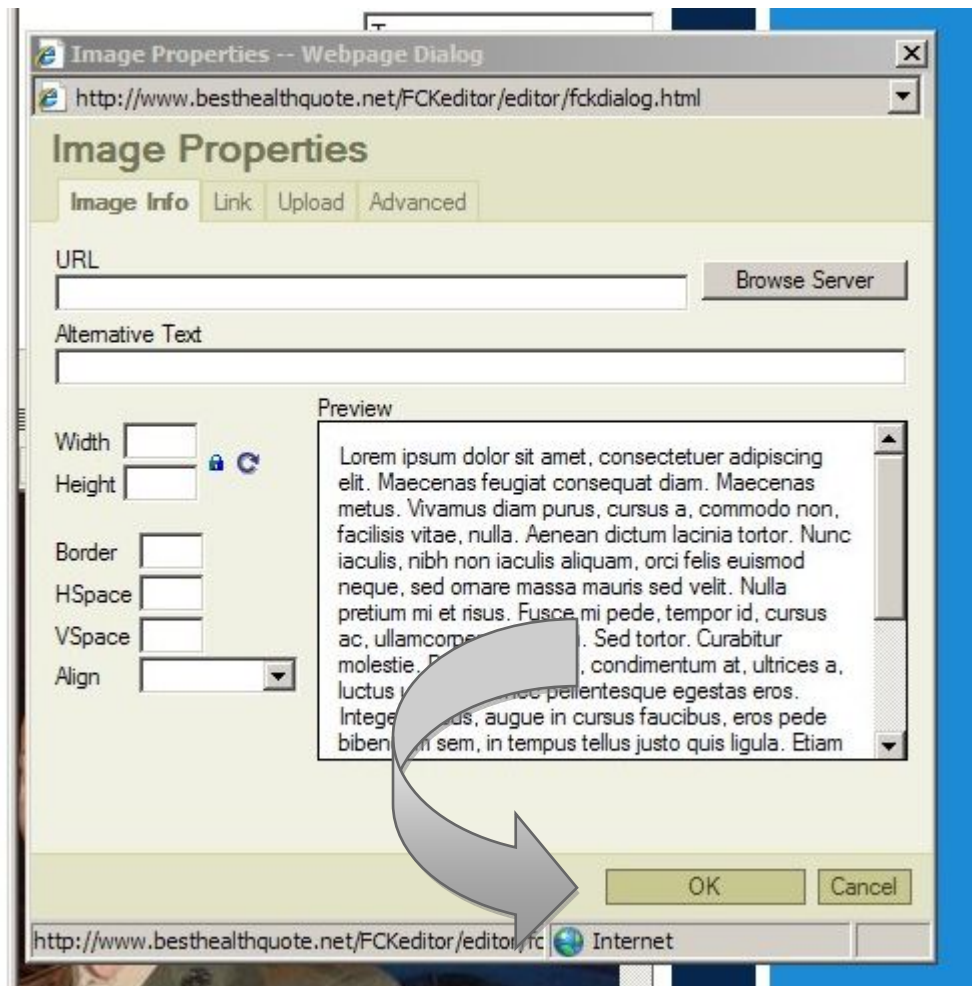 Image Properties -- Webpage Dialog
http://www.besthealthquote.net/FCKeditor/editor/fckdialog.html
Image Properties
Image Info Link Upload Advanced
URL
Browse Server
Alternative Text
Preview
Width
Height
Border
HSpace
VSpace
Align
Lorem ipsum dolor sit amet, consectetuer adipiscing
elit. Maecenas feugiat consequat diam. Maecenas
metus. Vivamus diam purus, cursus a, commodo non,
facilisis vitae, nulla. Aenean dictum lacinia tortor. Nunc
iaculis, nibh non iaculis aliquam, orci felis euismod
neque, sed ornare massa mauris sed velit. Nulla
pretium mi et risus. Fusce mi pede, tempor id, cursus
ac, Sed tortor. Curabitur
molestie. condimentum at, ultrices a,
luctus pellentesque egestas eros.
augue in cursus faucibus, eros pede
sem, in tempus tellus justo quis ligula. Etiam
OK Cancel
http://www.besthealthquote.net/FCKeditor/editor/fc Internet